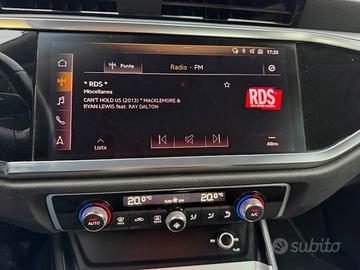 Fonte
Radio · FM
17:25
* RDS *
Miscellanea
CAN'T HOLD US (2013) * MACKLEMORE &
RYAN LEWIS feat. RAY DALTON
RDS
Lista
Altro
20.0°C
20.0°C
AUTO
A/C
subito